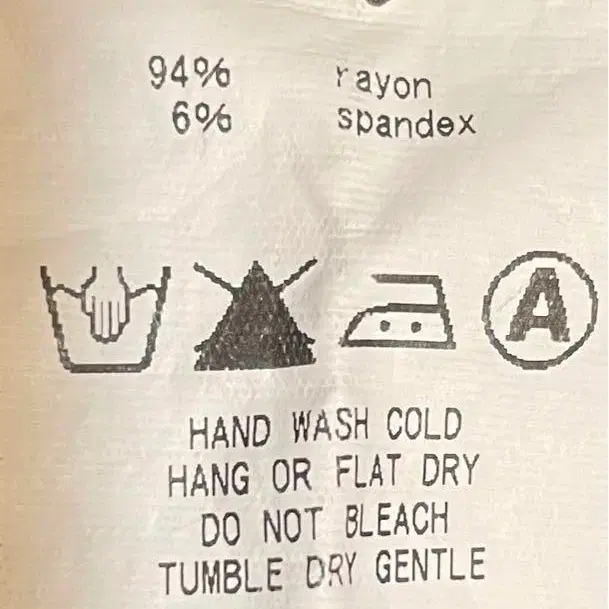 94% rayon
6% spandex
A
HAND WASH COLD
HANG OR FLAT DRY
DO NOT BLEACH
TUMBLE DRY GENTLE